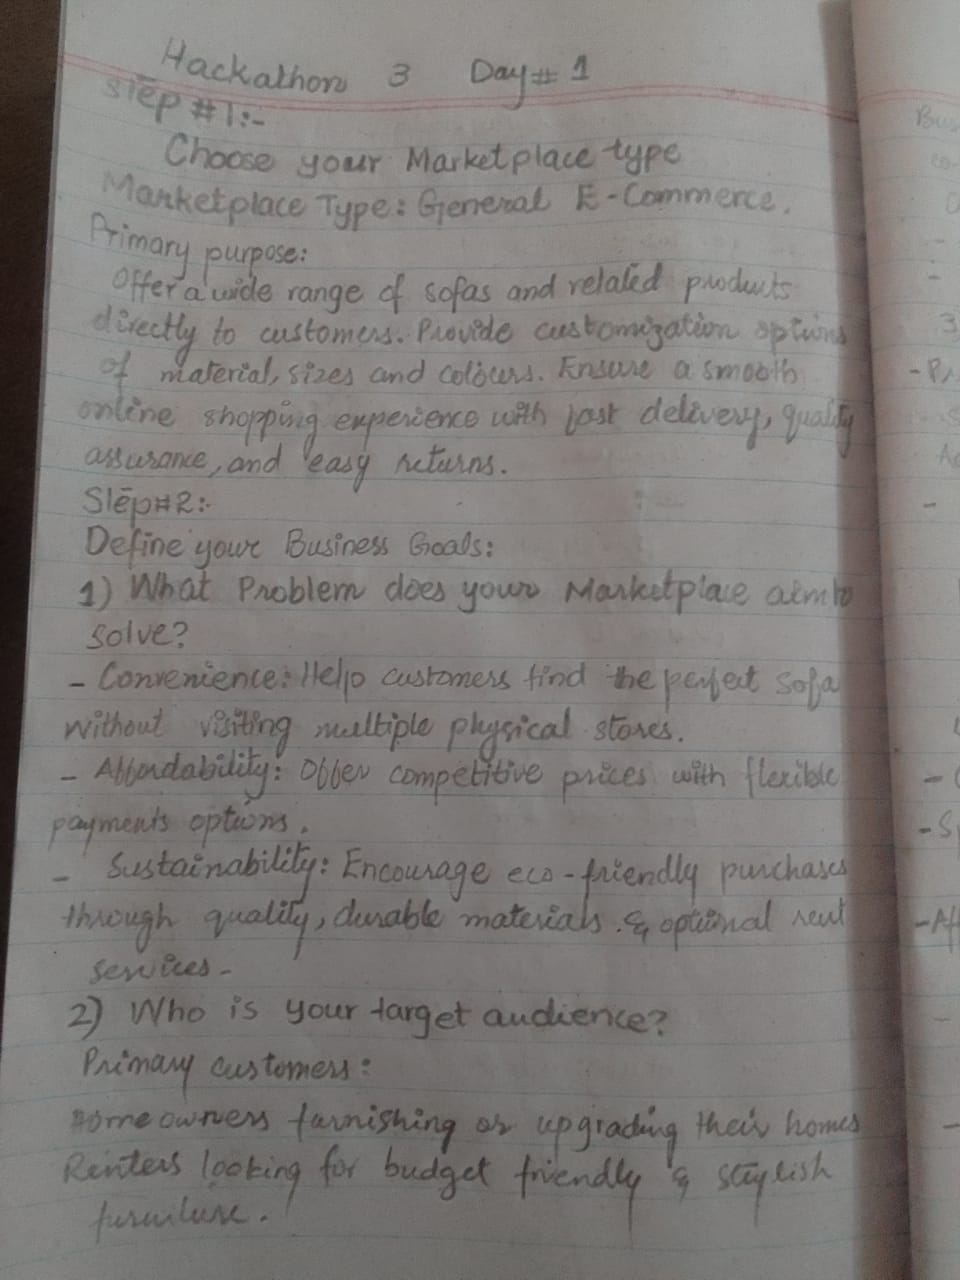 Hackathon 3 Day# 1
Step #1:-
Choose your Marketplace type
Marketplace Type: General E-Commerce.
Primary purpose:
Offer a wide range of sofas and related products
directly to customers. Provide customization options
of material, sizes and colours. Ensure a smooth
online shopping experience with fast delivery, quality
assurance, and easy returns.
Step#2:-
Define your Business Goals:
1) What Problem does your Marketplace aim to
solve?
- Convenience: Help customers find the perfect sofa
without visiting multiple physical stores.
- Affordability: Offer competitive prices with flexible
payments options.
- Sustainability: Encourage eco-friendly purchases
through quality, durable materials. & optional rent
services-
2) Who is your target audience?
Primary customers:
Homeowners furnishing or upgrading their homes
Renters looking for budget friendly & stylish
furniture.